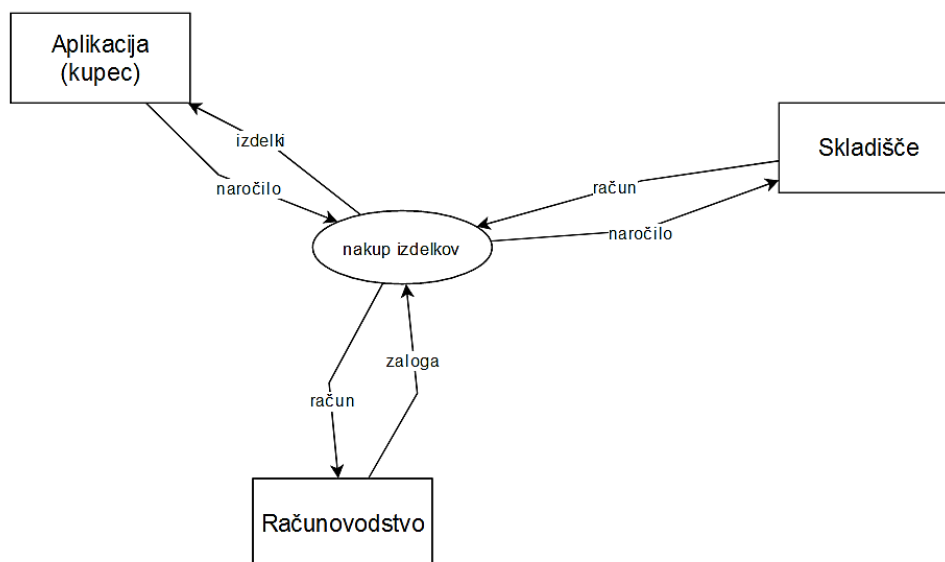 Aplikacija
(kupec)
izdelki
naročilo
Skladišče
račun
naročilo
nakup izdelkov
zaloga
račun
Računovodstvo